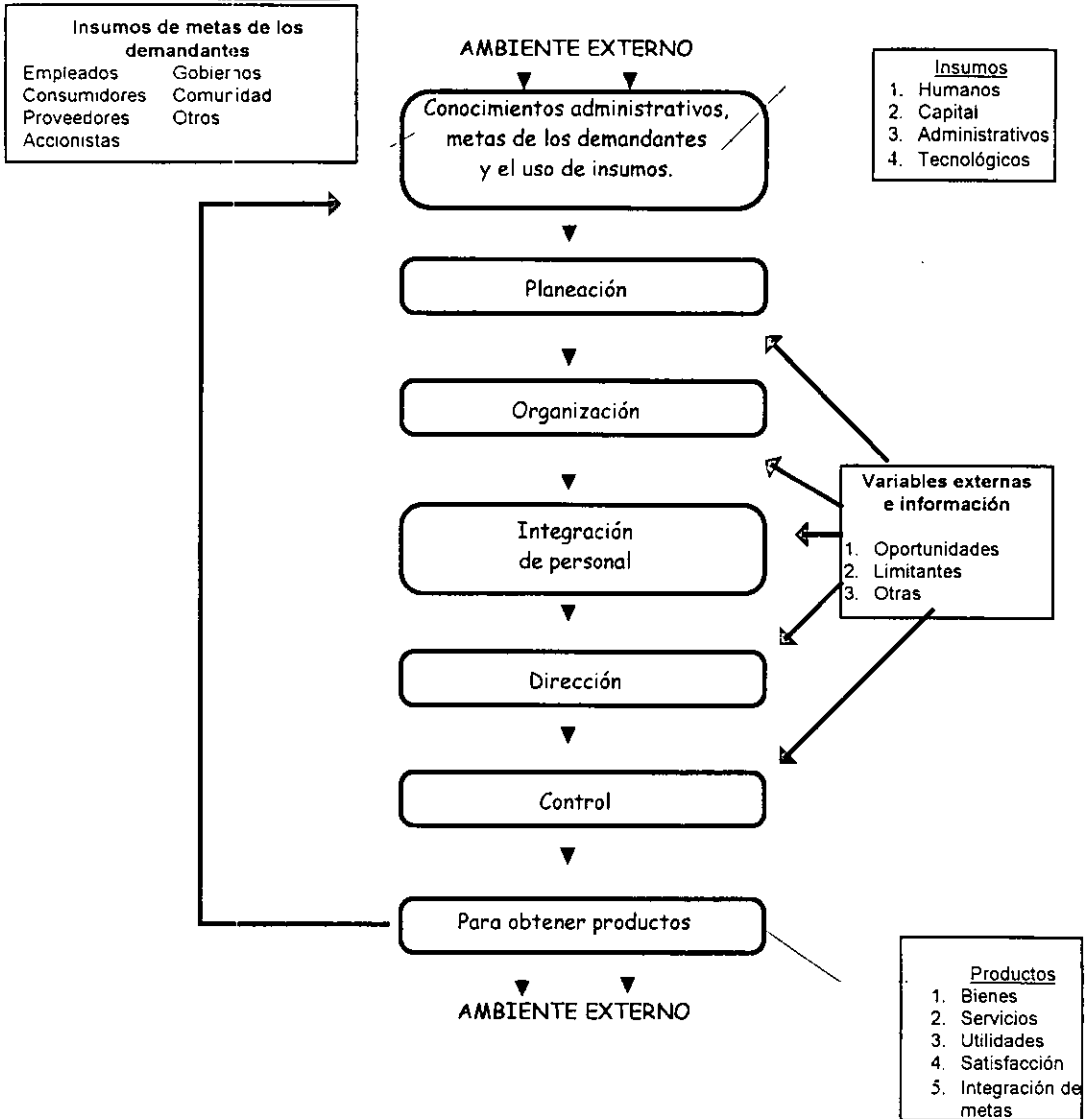 Insumos de metas de los
demandantes
Empleados Gobiernos
Consumidores Comunidad
Proveedores Otros
Accionistas
AMBIENTE EXTERNO
Insumos
1. Humanos
2. Capital
3. Administrativos
4. Tecnológicos
Conocimientos administrativos,
metas de los demandantes
y el uso de insumos.
Planeación
Organización
Variables externas
e información
1. Oportunidades
2. Limitantes
3. Otras
Integración
de personal
Dirección
Control
Para obtener productos
AMBIENTE EXTERNO
Productos
1. Bienes
2. Servicios
3. Utilidades
4. Satisfacción
5. Integración de
metas